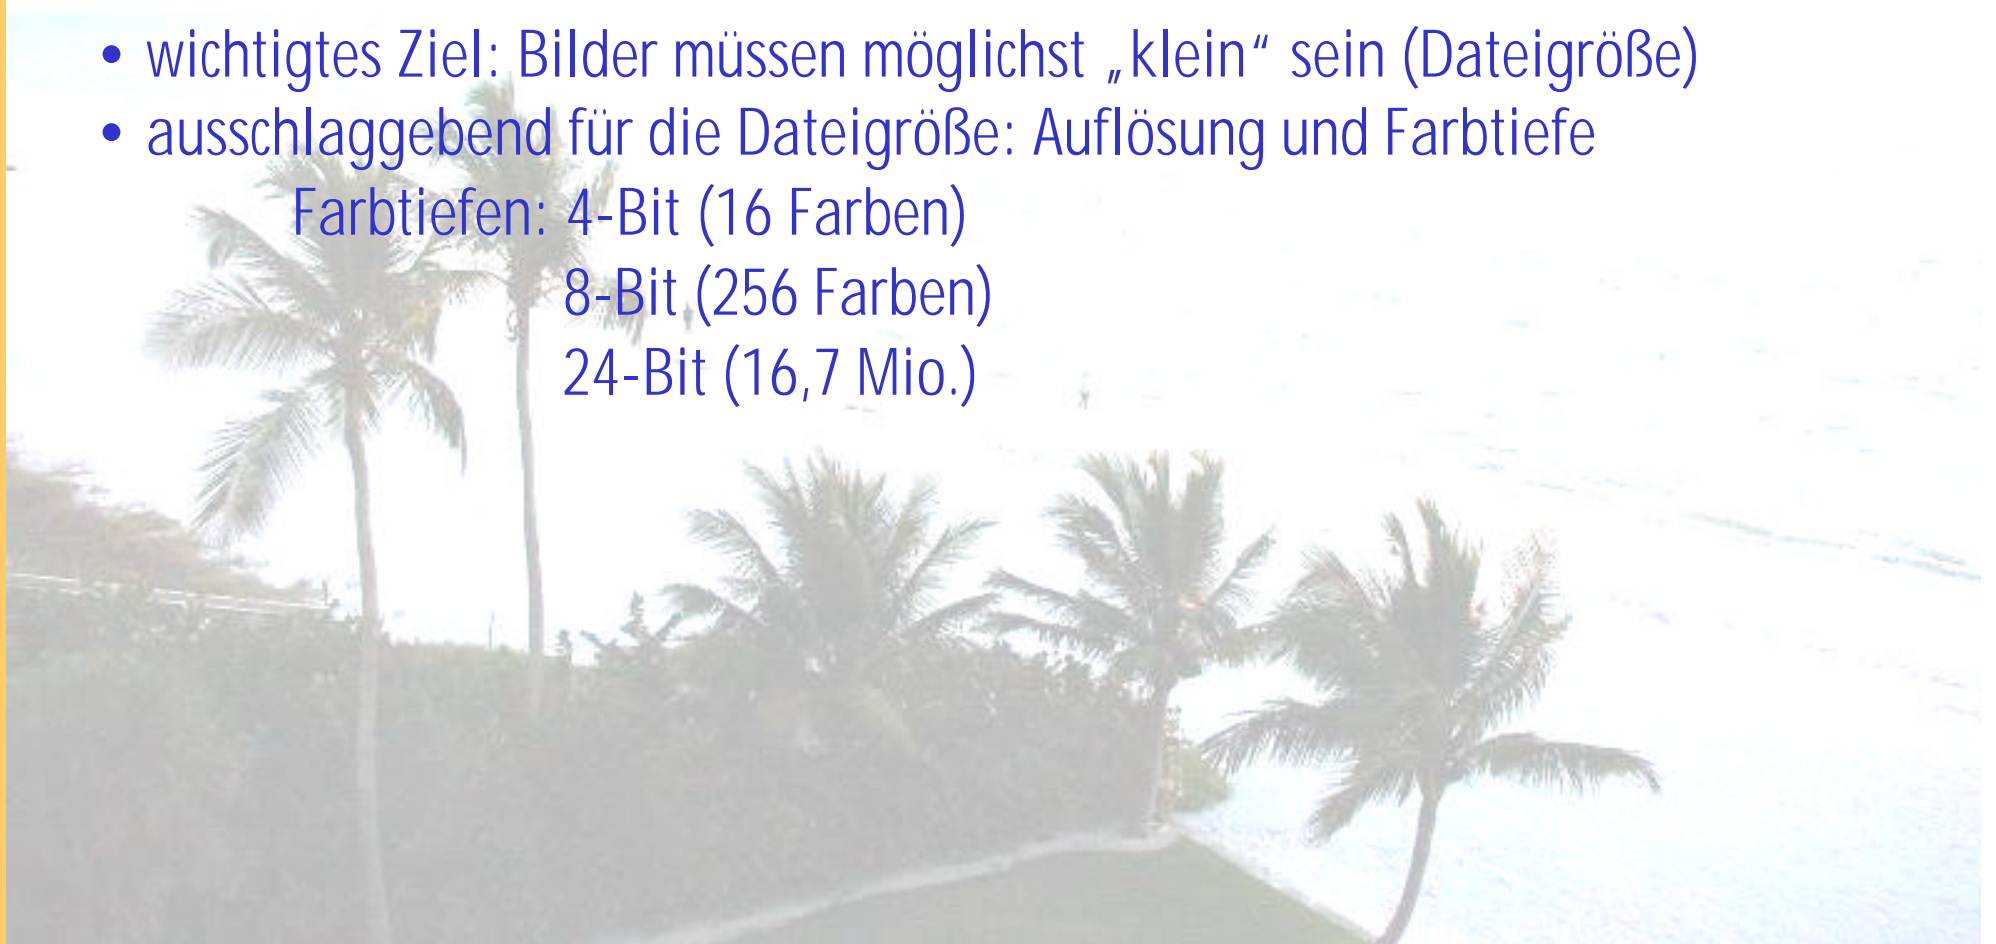 • wichtigtes Ziel: Bilder müssen möglichst „klein“ sein (Dateigröße)
• ausschlaggebend für die Dateigröße: Auflösung und Farbtiefe
Farbtiefen: 4-Bit (16 Farben)
8-Bit (256 Farben)
24-Bit (16,7 Mio.)